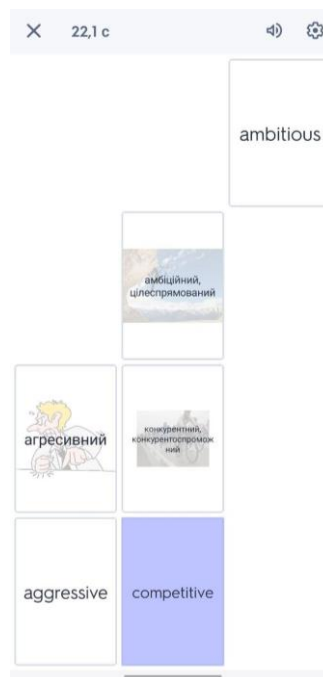 22,1 с
ambitious
амбіційний,
цілеспрямований
агресивний
конкурентний,
конкурентоспромож
ний
aggressive
competitive